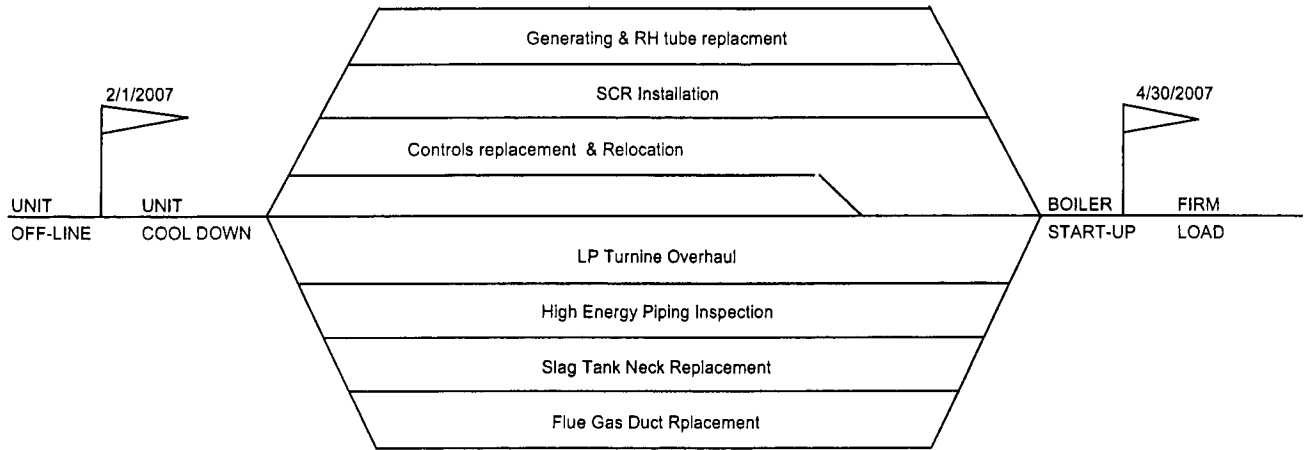 Generating & RH tube replacment
2/1/2007
SCR Installation
4/30/2007
Controls replacement & Relocation
UNIT
OFF-LINE
UNIT
COOL DOWN
BOILER
START-UP
FIRM
LOAD
LP Turnine Overhaul
High Energy Piping Inspection
Slag Tank Neck Replacement
Flue Gas Duct Rplacement